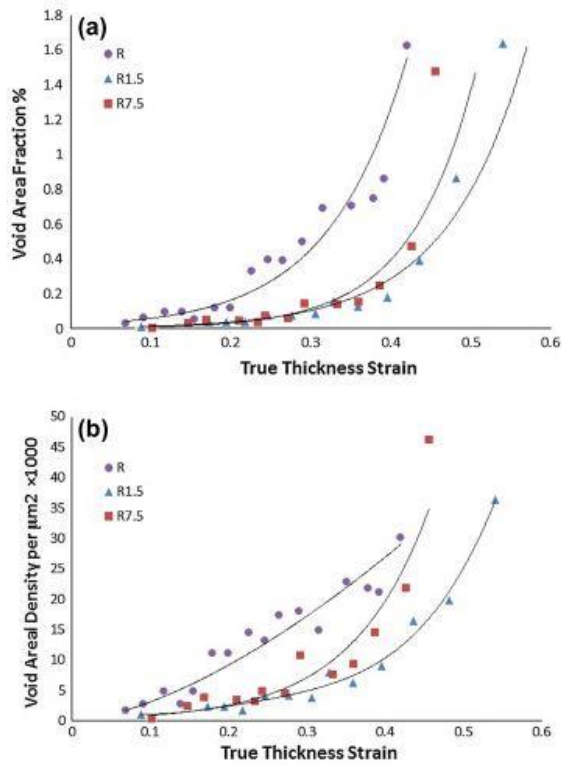 (a)
R
R1.5
R7.5
Void Area Fraction %
1.8
1.6
1.4
1.2
1
0.8
0.6
0.4
0.2
0
0.1
0.2
0.3
0.4
0.5
0.6
True Thickness Strain
(b)
R
R1.5
R7.5
Void Areal Density per μm2 ×1000
50
45
40
35
30
25
20
15
10
5
0
0
0.1
0.2
0.3
0.4
0.5
0.6
True Thickness Strain